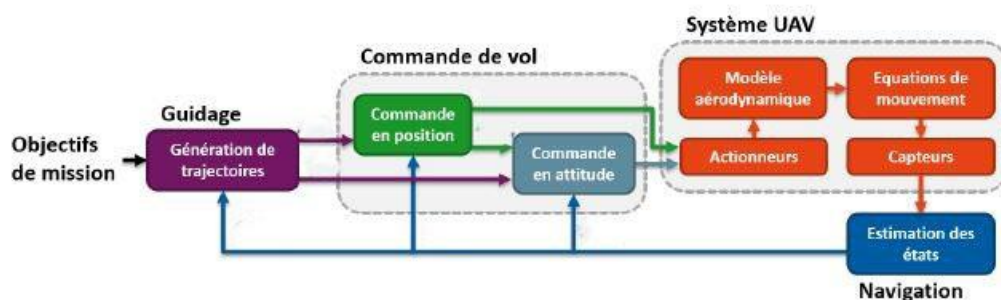 Système UAV
Commande de vol
Guidage
Objectifs
de mission
Génération de
trajectoires
Commande
en position
Commande
en attitude
Modèle
aérodynamique
Equations de
mouvement
Actionneurs
Capteurs
Estimation des
états
Navigation